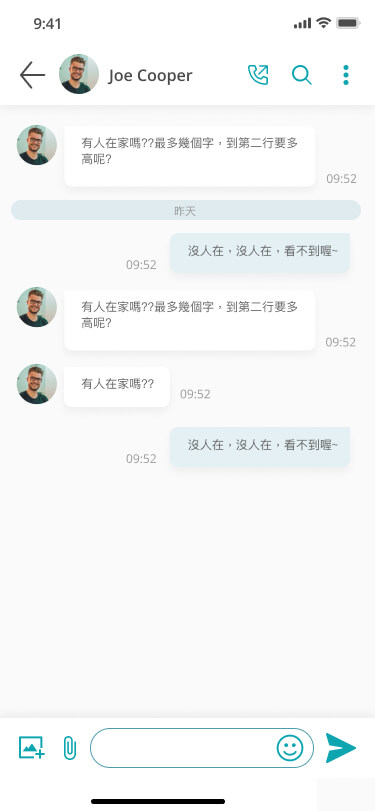 9:41
Joe Cooper
有人在家嗎??最多幾個字，到第二行要多
高呢?
09:52
昨天
沒人在，沒人在，看不到喔~
09:52
有人在家嗎??最多幾個字，到第二行要多
高呢?
09:52
有人在家嗎??
09:52
沒人在，沒人在，看不到喔~
09:52